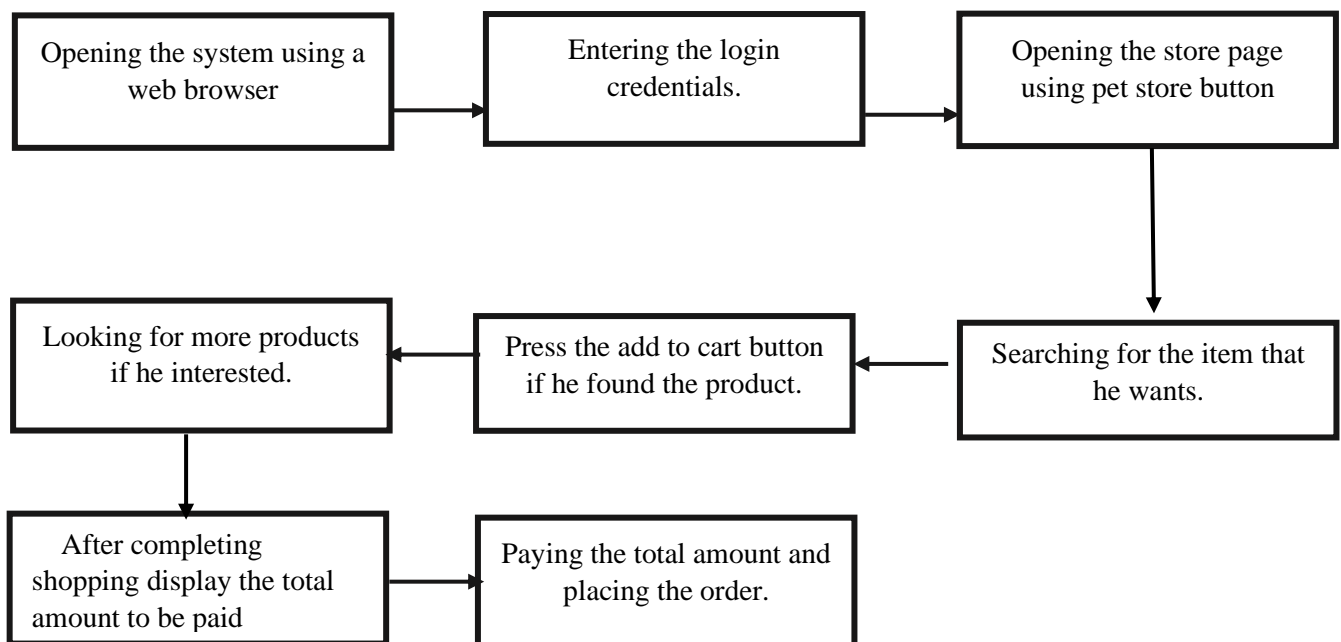 Opening the system using a
web browser
Entering the login
credentials.
Opening the store page
using pet store button
Searching for the item that
he wants.
Press the add to cart button
if he found the product.
Looking for more products
if he interested.
After completing
shopping display the total
amount to be paid
Paying the total amount and
placing the order.